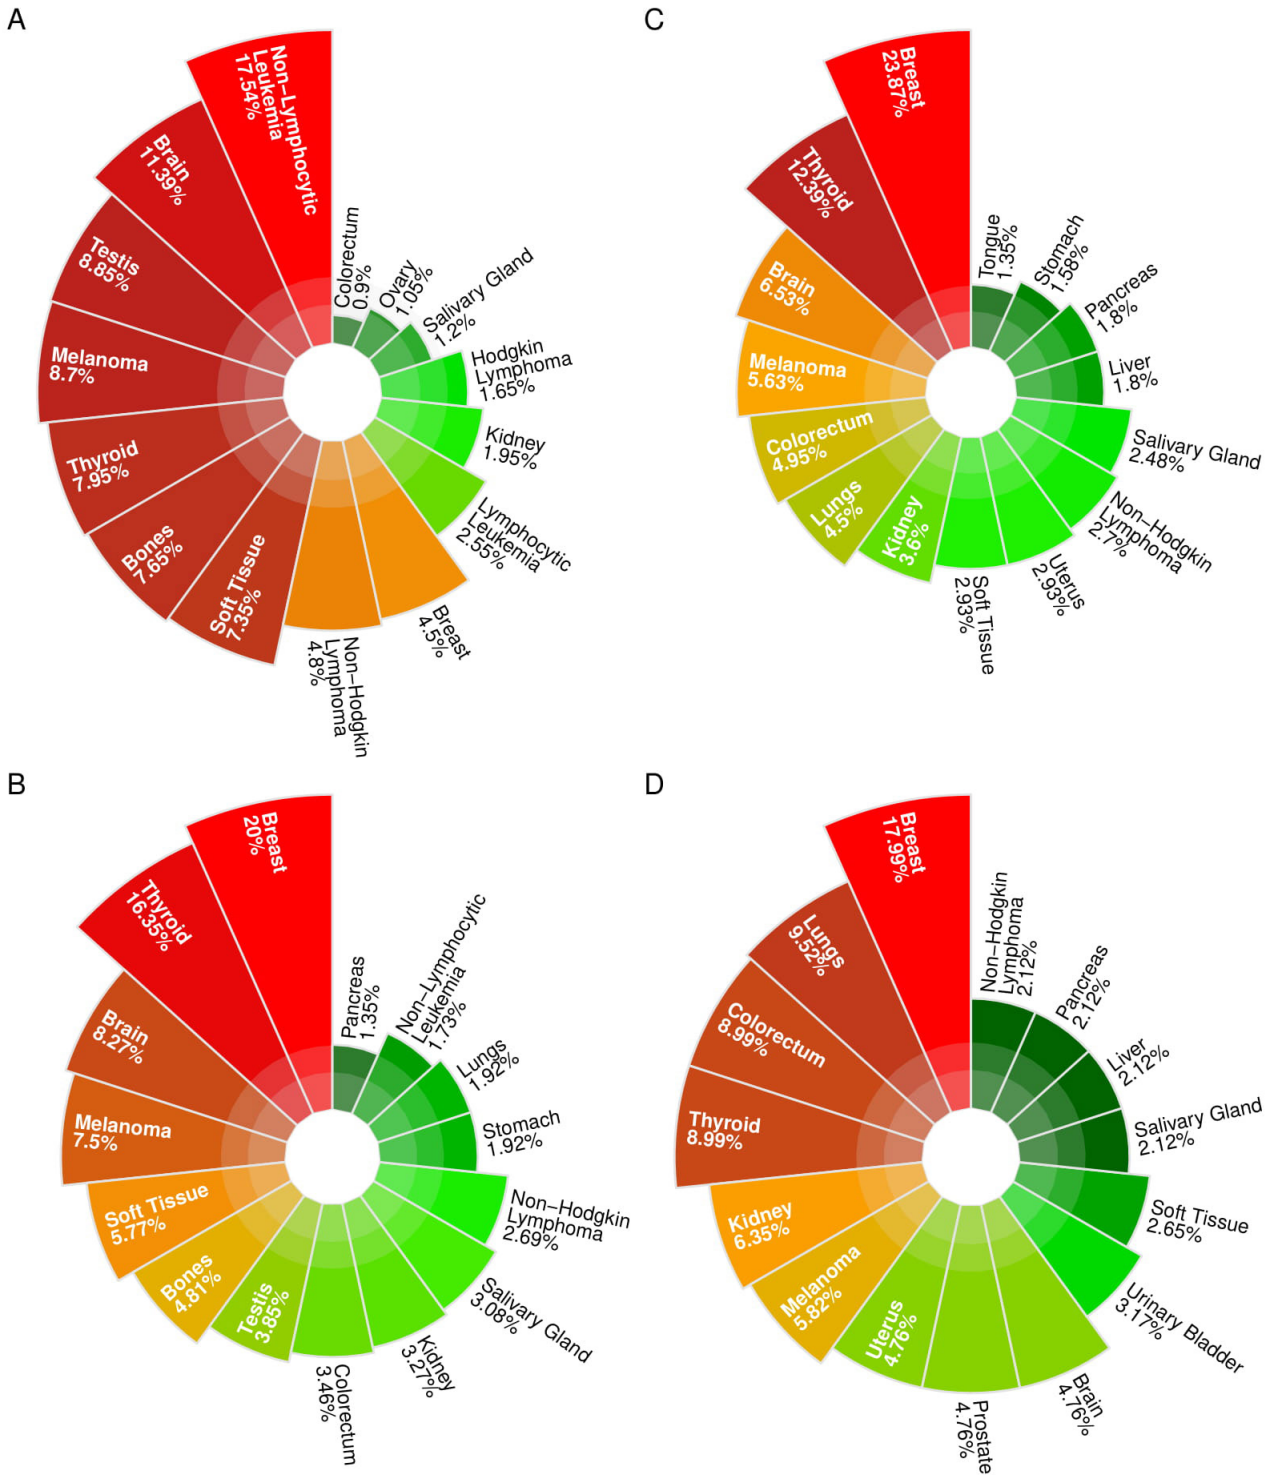 A
Non-Lymphocytic
Leukemia
17.54%
Brain
11.39%
Testis
8.85%
Melanoma
8.7%
Thyroid
7.95%
Bones
7.65%
Soft Tissue
7.35%
Non-Hodgkin
Lymphoma
4.8%
Breast
4.5%
Lymphocytic
Leukemia
2.55%
Kidney
1.95%
Hodgkin
Lymphoma
1.65%
Salivary Gland
1.2%
Ovary
1.05%
Colorectum
0.9%
C
Breast
23.87%
Thyroid
12.39%
Brain
6.53%
Melanoma
5.63%
Colorectum
4.95%
Lungs
4.5%
Kidney
3.6%
Soft Tissue
2.93%
Uterus
2.93%
Non-Hodgkin
Lymphoma
2.7%
Salivary Gland
2.48%
Liver
1.8%
Pancreas
1.8%
Stomach
1.58%
Tongue
1.35%
B
Breast
20%
Thyroid
16.35%
Brain
8.27%
Melanoma
7.5%
Soft Tissue
5.77%
Bones
4.81%
Testis
3.85%
Colorectum
3.46%
Kidney
3.27%
Salivary Gland
3.08%
Non-Hodgkin
Lymphoma
2.69%
Stomach
1.92%
Lungs
1.92%
Non-Lymphocytic
Leukemia
1.73%
Pancreas
1.35%
D
Breast
17.99%
Lungs
9.52%
Colorectum
8.99%
Thyroid
8.99%
Kidney
6.35%
Melanoma
5.82%
Uterus
4.76%
Prostate
4.76%
Brain
4.76%
Urinary Bladder
3.17%
Soft Tissue
2.65%
Salivary Gland
2.12%
Liver
2.12%
Pancreas
2.12%
Non-Hodgkin
Lymphoma
2.12%